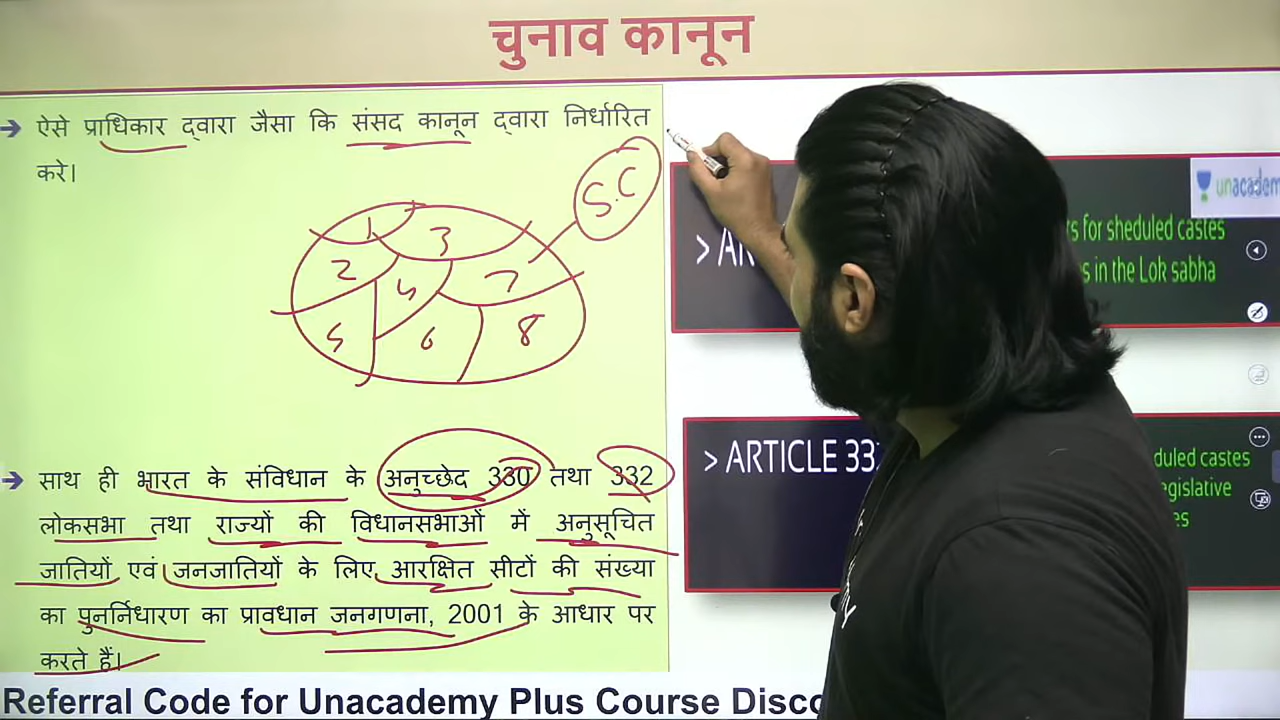 चुनाव कानून
→ ऐसे प्राधिकार द्वारा जैसा कि संसद कानून द्वारा निर्धारित
करे।
S.C
1
3
2
7
5
6
8
unacadem
s for sheduled castes
s in the Lok sabha
→ साथ ही भारत के संविधान के अनुच्छेद 330 तथा 332
लोकसभा तथा राज्यों की विधानसभाओं में अनुसूचित
जातियों एवं जनजातियों के लिए आरक्षित सीटों की संख्या
का पुनर्निधारण का प्रावधान जनगणना, 2001 के आधार पर
करते हैं।
> ARTICLE 33
duled castes
egislative
es
Referral Code for Unacademy Plus Course Disco